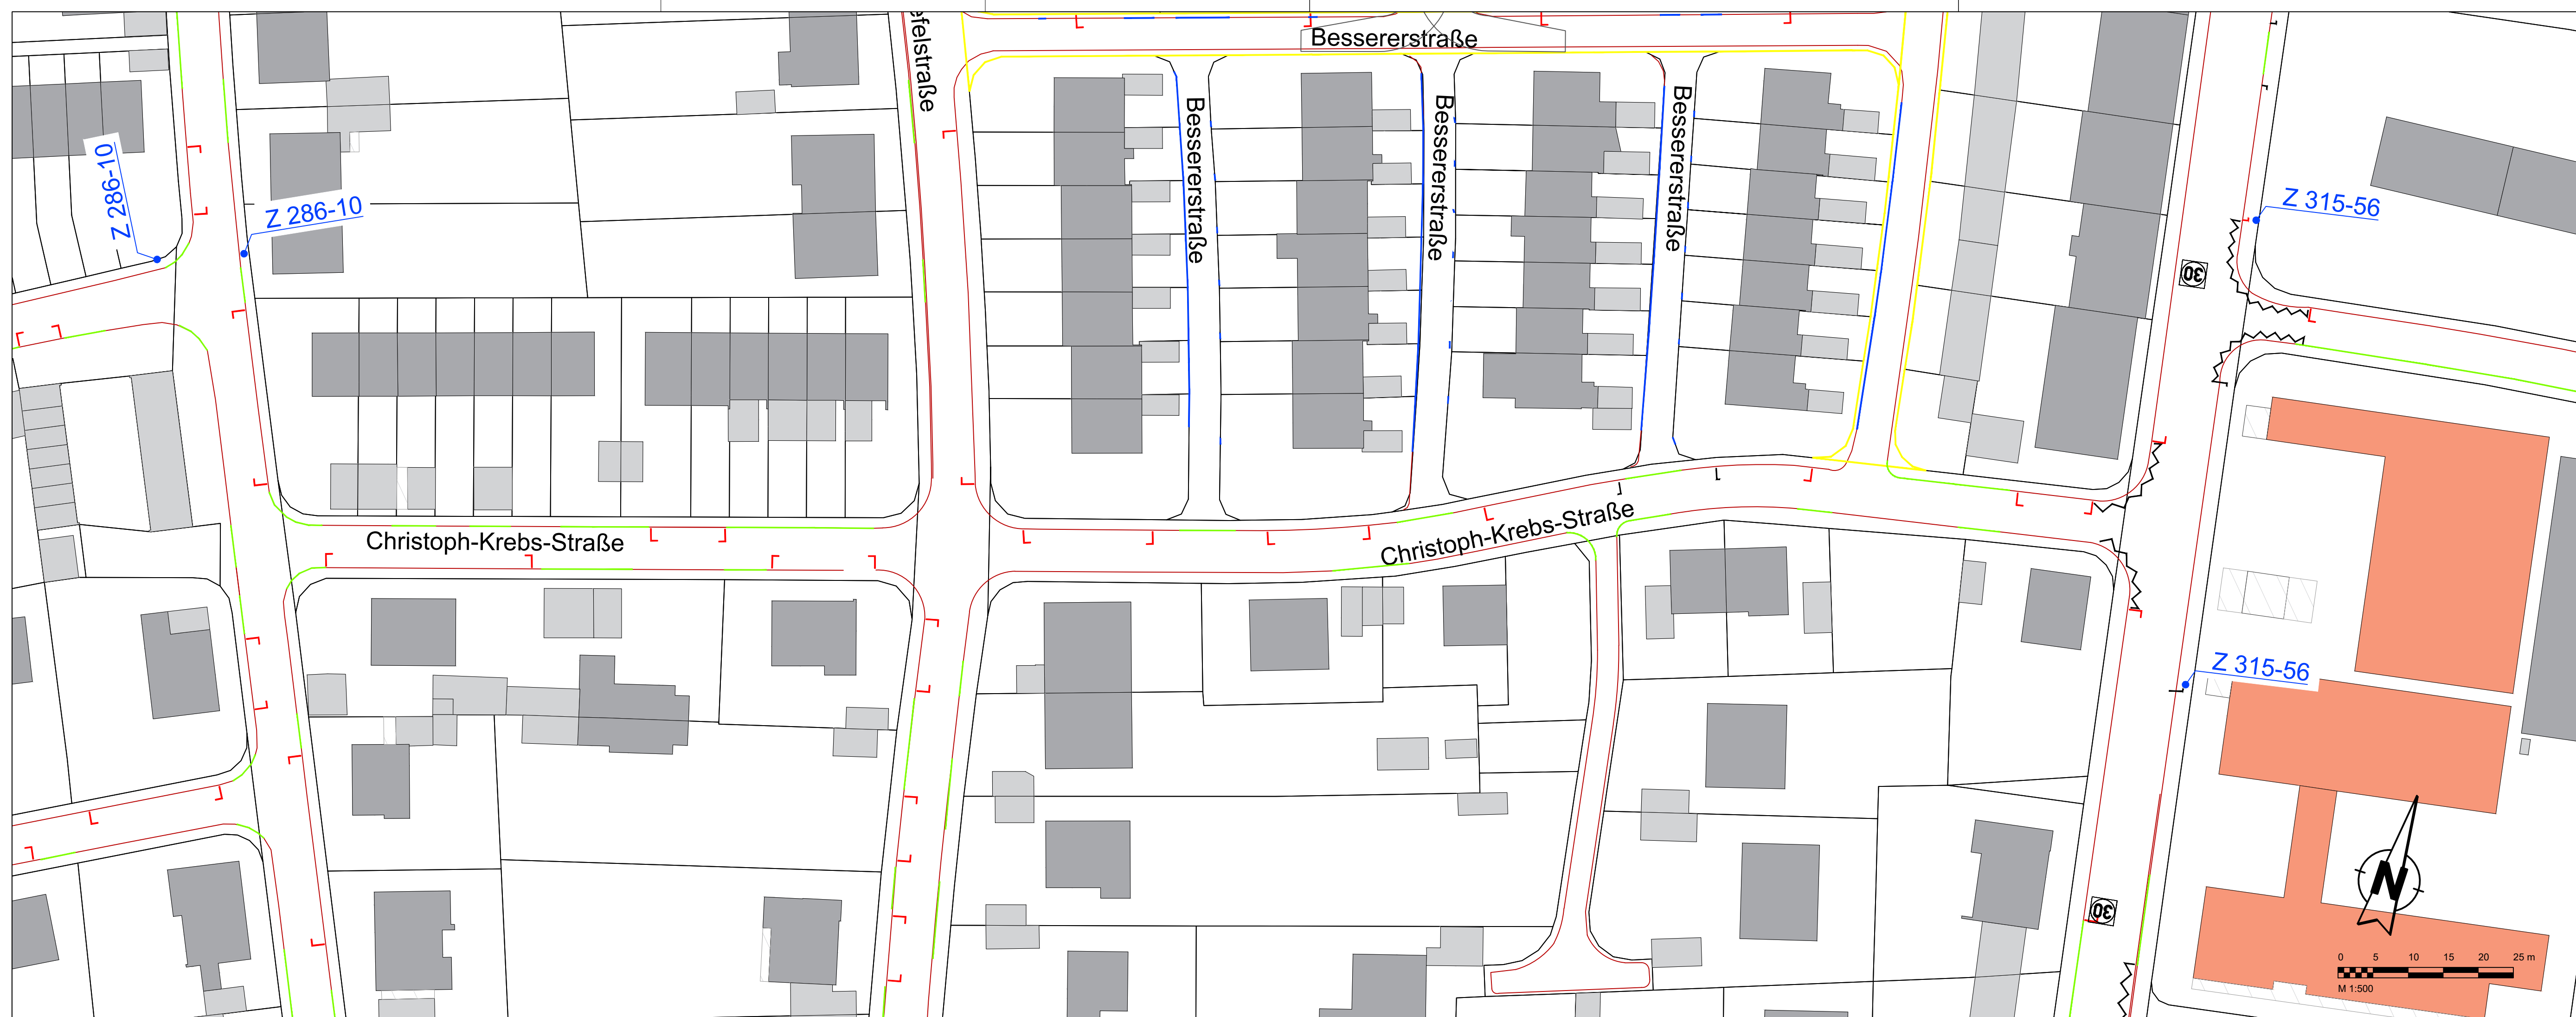 efelstraße
Bessererstraße
Bessererstraße
Bessererstraße
Bessererstraße
Z 286-10
Z 286-10
Z 315-56
30
Christoph-Krebs-Straße
Christoph-Krebs-Straße
Z 315-56
30
N
0 5 10 15 20 25 m
M 1:500